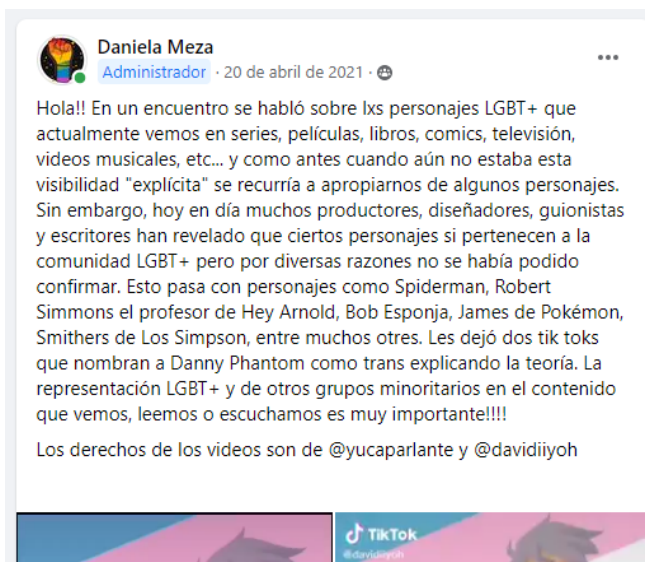 Daniela Meza
Administrador · 20 de abril de 2021 ·
Hola!! En un encuentro se habló sobre lxs personajes LGBT+ que
actualmente vemos en series, películas, libros, comics, televisión,
videos musicales, etc... y como antes cuando aún no estaba esta
visibilidad "explícita" se recurría a apropiarnos de algunos personajes.
Sin embargo, hoy en día muchos productores, diseñadores, guionistas
y escritores han revelado que ciertos personajes si pertenecen a la
comunidad LGBT+ pero por diversas razones no se había podido
confirmar. Esto pasa con personajes como Spiderman, Robert
Simmons el profesor de Hey Arnold, Bob Esponja, James de Pokémon,
Smithers de Los Simpson, entre muchos otres. Les dejó dos tik toks
que nombran a Danny Phantom como trans explicando la teoría. La
representación LGBT+ y de otros grupos minoritarios en el contenido
que vemos, leemos o escuchamos es muy importante!!!!
Los derechos de los videos son de @yucaparlante y @davidiiyoh
TikTok
@davidiiyoh